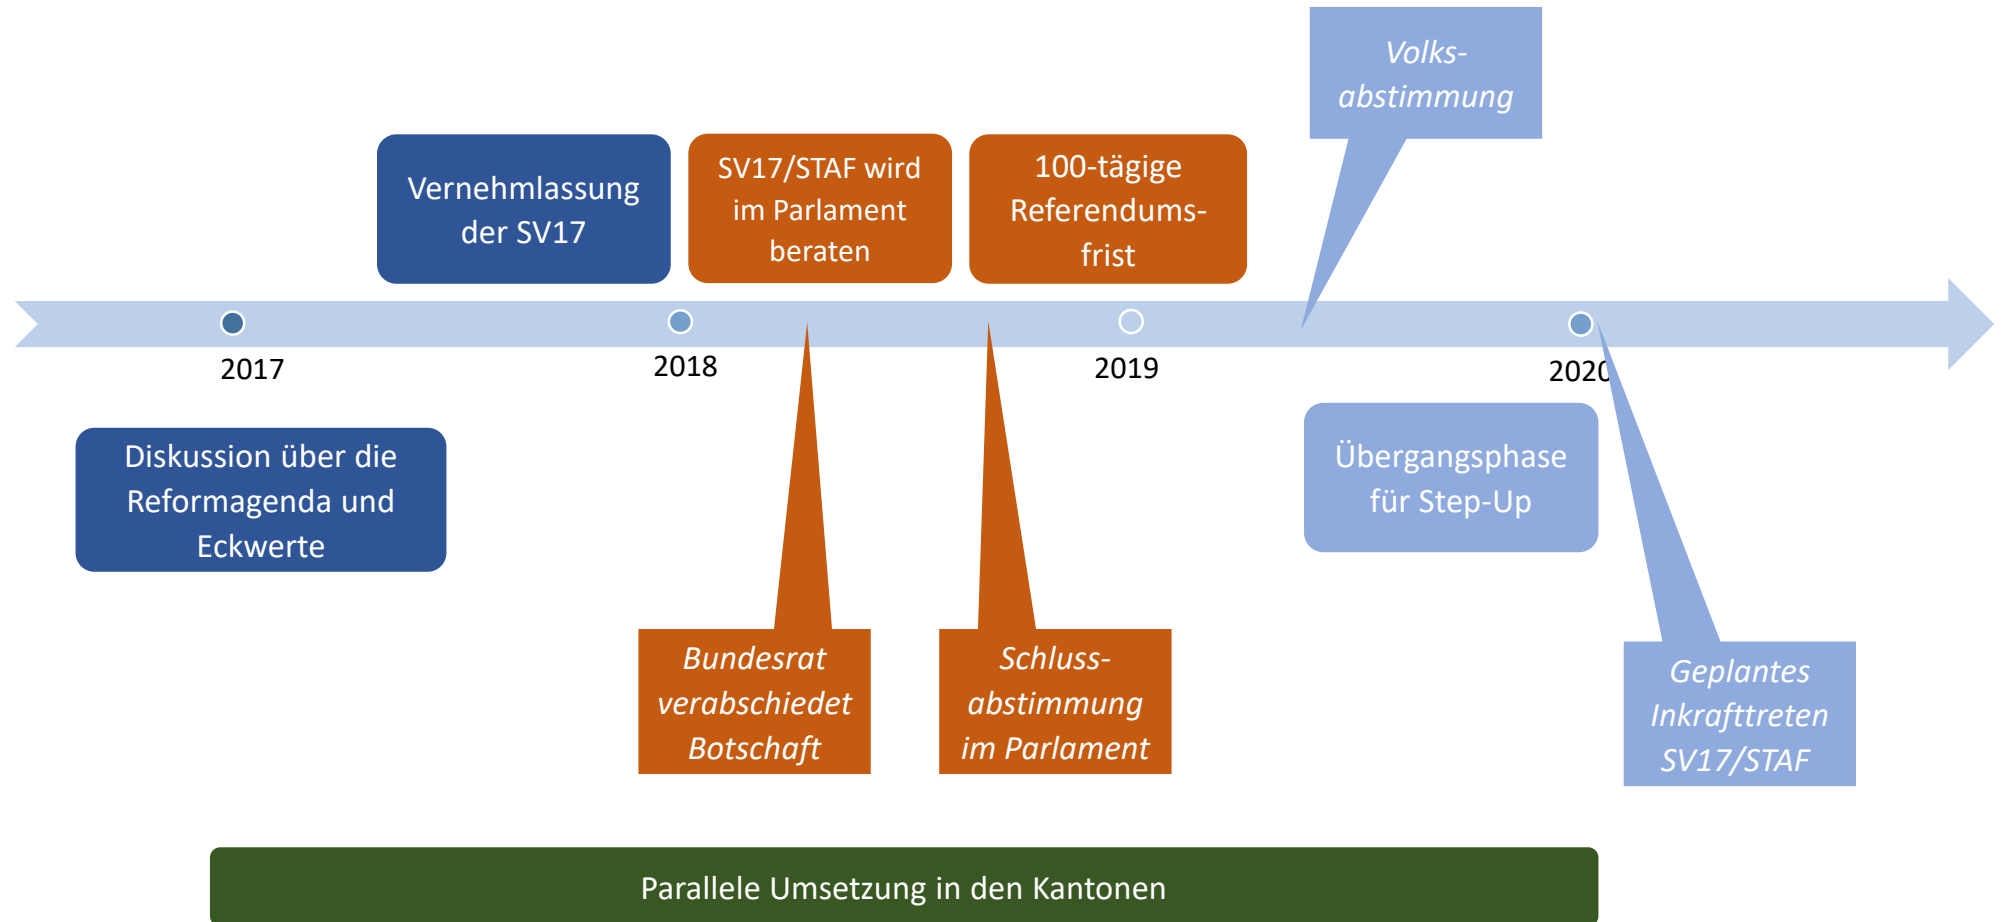 Volks-
abstimmung
Vernehmlassung
der SV17
SV17/STAF wird
im Parlament
beraten
100-tägige
Referendums-
frist
2017
2018
2019
2020
Diskussion über die
Reformagenda und
Eckwerte
Übergangsphase
für Step-Up
Bundesrat
verabschiedet
Botschaft
Schluss-
abstimmung
im Parlament
Geplantes
Inkrafttreten
SV17/STAF
Parallele Umsetzung in den Kantonen